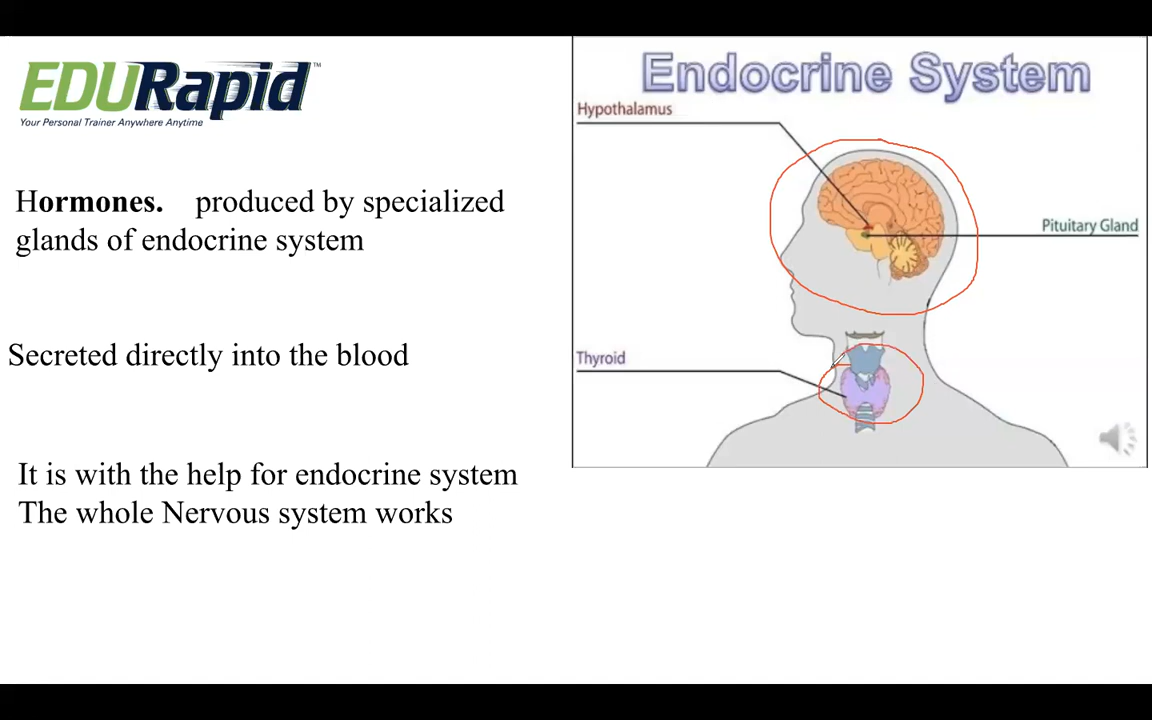 EDURapid™
Your Personal Trainer Anywhere Anytime
Hormones. produced by specialized
glands of endocrine system
Secreted directly into the blood
It is with the help for endocrine system
The whole Nervous system works
Endocrine System
Hypothalamus
Pituitary Gland
Thyroid